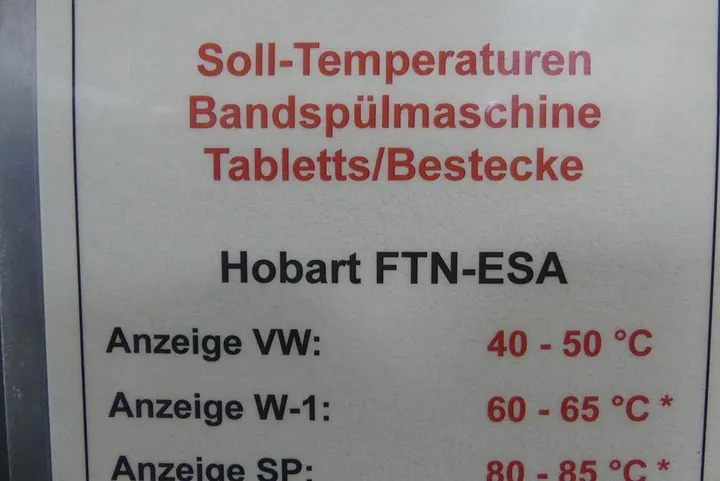 Soll-Temperaturen
Bandspülmaschine
Tabletts/Bestecke
Hobart FTN-ESA
Anzeige VW: 40 - 50 °C
Anzeige W-1: 60 - 65 °C *
Anzeige SP: 80 - 85 °C *